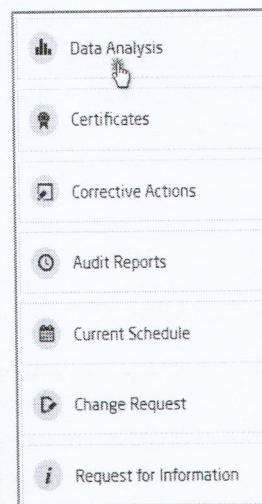 Data Analysis
Certificates
Corrective Actions
Audit Reports
Current Schedule
Change Request
i Request for Information